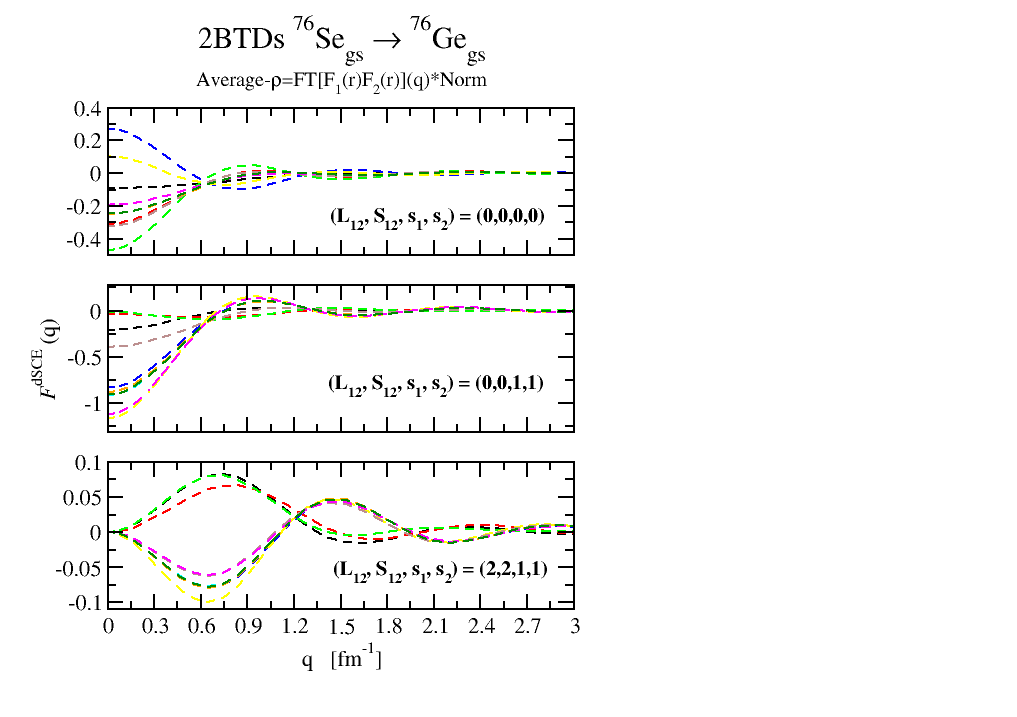 2BTDs ⁷⁶Se_gs → ⁷⁶Ge_gs
Average-ρ=FT[F₁(r)F₂(r)](q)*Norm
0.4
0.2
0
-0.2
-0.4
(L₁₂, S₁₂, s₁, s₂) = (0,0,0,0)
0
-0.5
-1
(L₁₂, S₁₂, s₁, s₂) = (0,0,1,1)
F^dSCE (q)
0.1
0.05
0
-0.05
-0.1
(L₁₂, S₁₂, s₁, s₂) = (2,2,1,1)
0 0.3 0.6 0.9 1.2 1.5 1.8 2.1 2.4 2.7 3
q [fm⁻¹]